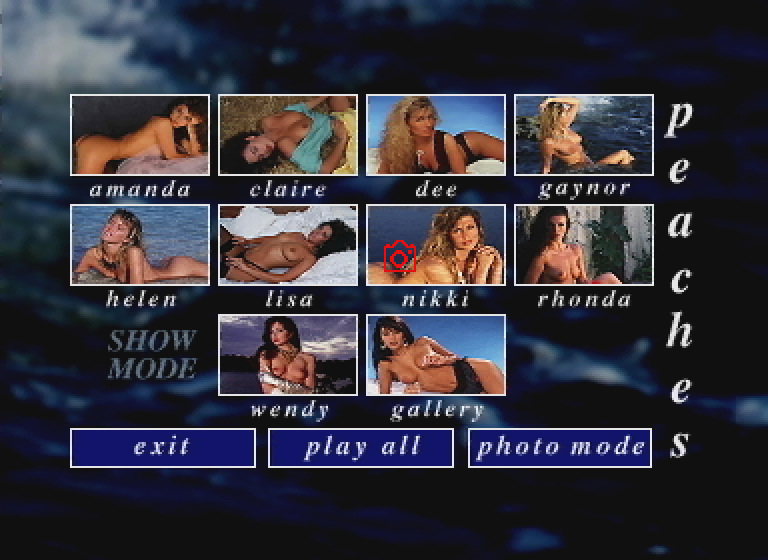 amanda
claire
dee
gaynor
helen
lisa
nikki
rhonda
SHOW
MODE
wendy
gallery
exit
play all
photo mode
peaches